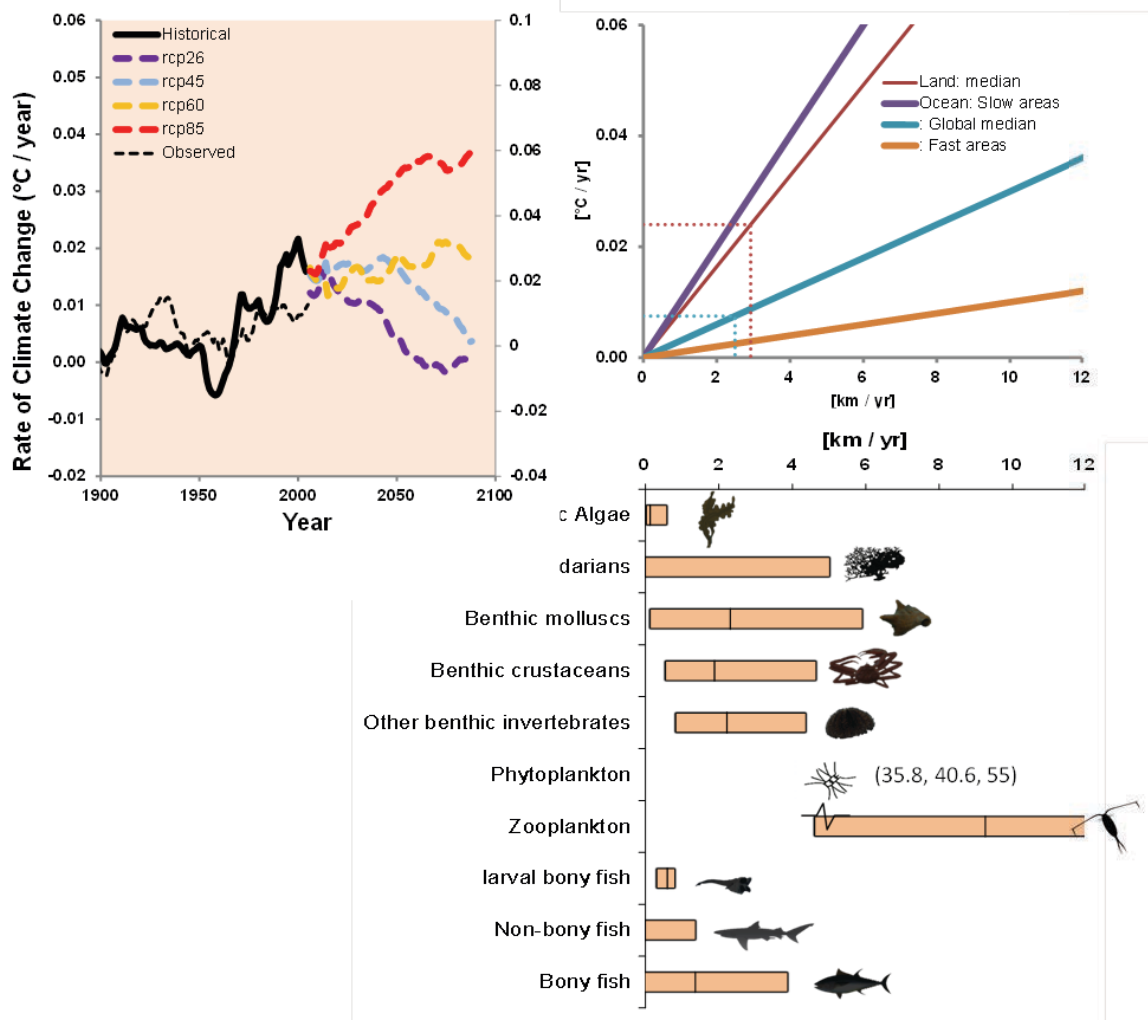 Rate of Climate Change (°C / year)
0.06
0.05
0.04
0.03
0.02
0.01
0.00
-0.01
-0.02
Historical
rcp26
rcp45
rcp60
rcp85
Observed
0.1
0.08
0.06
0.04
0.02
0
-0.02
-0.04
1900
1950
2000
2050
2100
Year
[°C / yr]
0.06
0.04
0.02
0.00
Land: median
Ocean: Slow areas
: Global median
: Fast areas
0
2
4
6
8
10
12
[km / yr]
[km / yr]
0
2
4
6
8
10
12
c Algae
darians
Benthic molluscs
Benthic crustaceans
Other benthic invertebrates
Phytoplankton
(35.8, 40.6, 55)
Zooplankton
larval bony fish
Non-bony fish
Bony fish